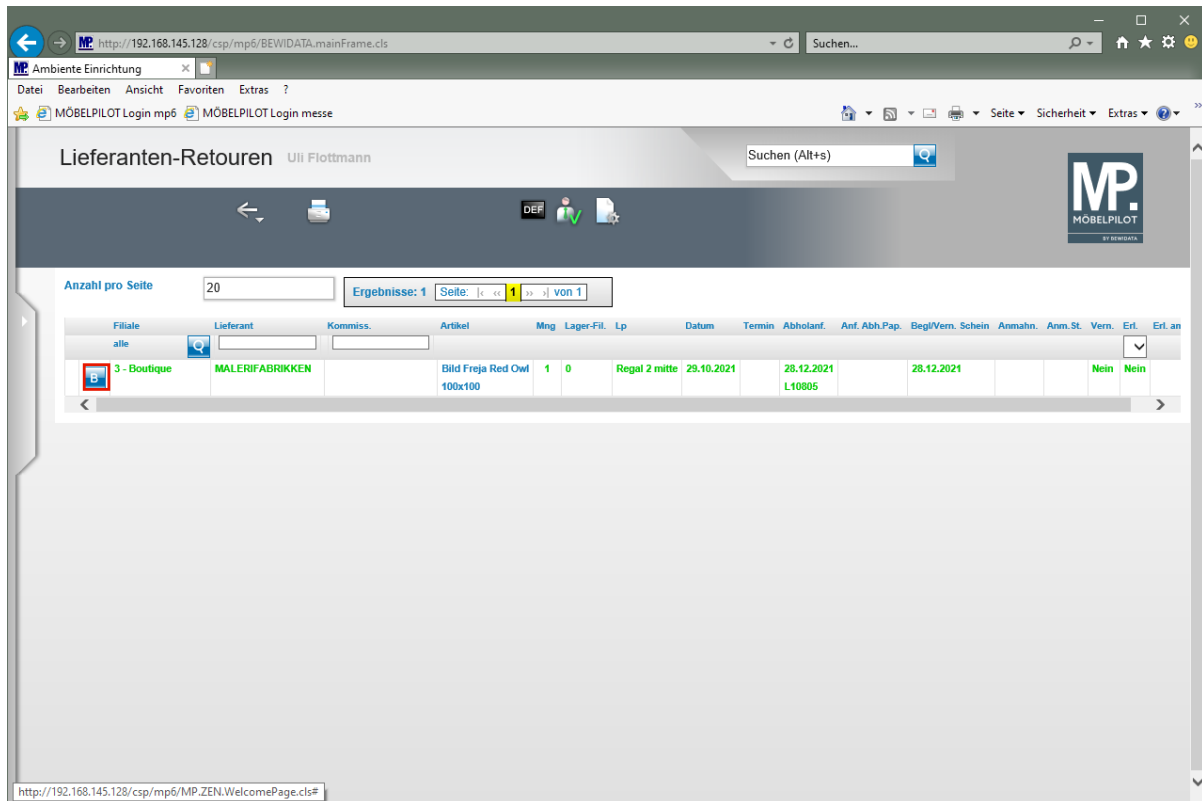 http://192.168.145.128/csp/mp6/BEWIDATA.mainFrame.cls
Suchen...
MP. Ambiente Einrichtung
Datei Bearbeiten Ansicht Favoriten Extras ?
MÖBELPILOT Login mp6 MÖBELPILOT Login messe
Seite Sicherheit Extras
Lieferanten-Retouren Uli Flottmann
Suchen (Alt+s)
MP.
MÖBELPILOT
BY BEWIDATA
DEF
Anzahl pro Seite 20 Ergebnisse: 1 Seite: |‹ ‹‹ 1 ›› ›| von 1
Filiale Lieferant Kommiss. Artikel Mng Lager-Fil. Lp Datum Termin Abholanf. Anf. Abh.Pap. Begl/Vern. Schein Anmahn. Anm.St. Vern. Erl. Erl. an
alle
B 3 - Boutique MALERIFABRIKKEN Bild Freja Red Owl 1 0 Regal 2 mitte 29.10.2021 28.12.2021 28.12.2021 Nein Nein
100x100 L10805
http://192.168.145.128/csp/mp6/MP.ZEN.WelcomePage.cls#